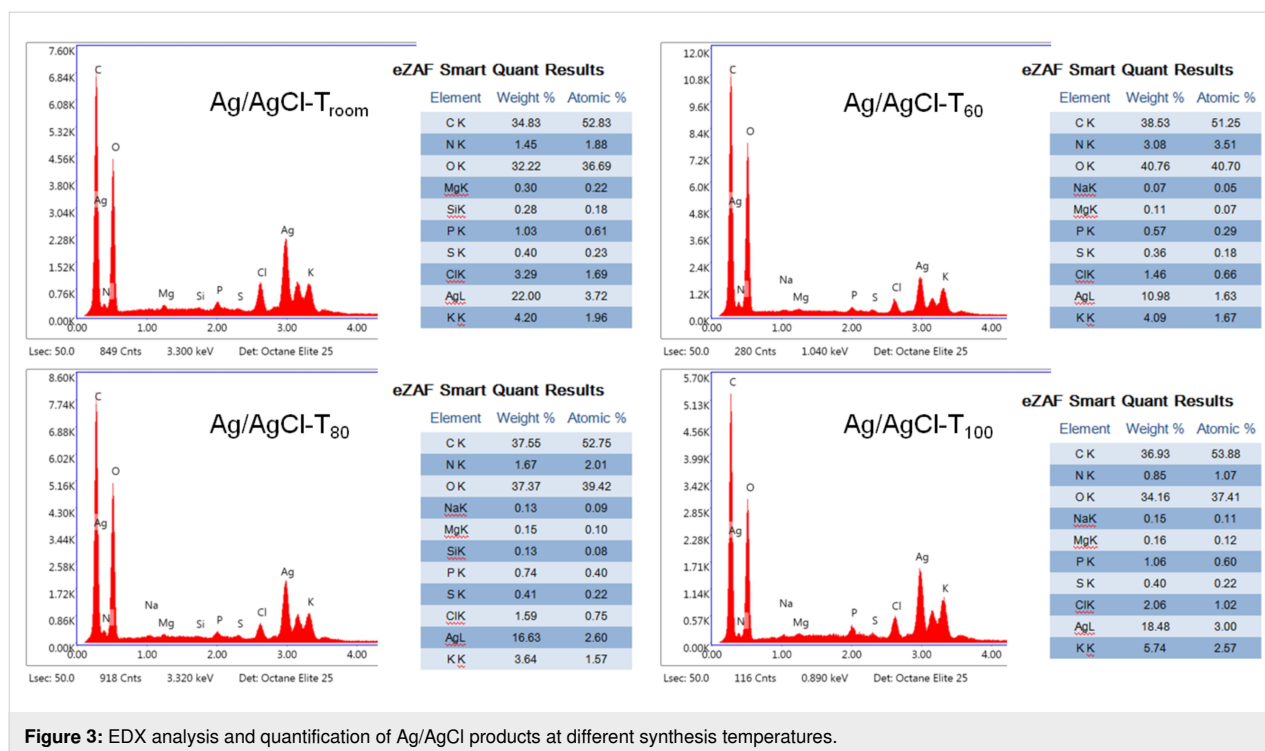 7.60K
6.84K
6.08K
5.32K
4.56K
3.80K
3.04K
2.28K
1.52K
0.76K
0.00K
0.00 1.00 2.00 3.00 4.00
C
O
Ag
N
Mg
Si
P
S
Cl
Ag
K
Ag/AgCl-Troom
Lsec: 50.0 849 Cnts 3.300 keV Det: Octane Elite 25
eZAF Smart Quant Results
Element Weight % Atomic %
C K 34.83 52.83
N K 1.45 1.88
O K 32.22 36.69
MgK 0.30 0.22
SiK 0.28 0.18
P K 1.03 0.61
S K 0.40 0.23
ClK 3.29 1.69
AgL 22.00 3.72
K K 4.20 1.96
12.0K
10.8K
9.6K
8.4K
7.2K
6.0K
4.8K
3.6K
2.4K
1.2K
0.0K
0.00 1.00 2.00 3.00 4.00
C
O
Ag
N
Na
Mg
P
S
Cl
Ag
K
Ag/AgCl-T60
Lsec: 50.0 280 Cnts 1.040 keV Det: Octane Elite 25
eZAF Smart Quant Results
Element Weight % Atomic %
C K 38.53 51.25
N K 3.08 3.51
O K 40.76 40.70
NaK 0.07 0.05
MgK 0.11 0.07
P K 0.57 0.29
S K 0.36 0.18
ClK 1.46 0.66
AgL 10.98 1.63
K K 4.09 1.67
8.60K
7.74K
6.88K
6.02K
5.16K
4.30K
3.44K
2.58K
1.72K
0.86K
0.00K
0.00 1.00 2.00 3.00 4.00
C
O
Ag
N
Na
Mg
Si
P
S
Cl
Ag
K
Ag/AgCl-T80
Lsec: 50.0 918 Cnts 3.320 keV Det: Octane Elite 25
eZAF Smart Quant Results
Element Weight % Atomic %
C K 37.55 52.75
N K 1.67 2.01
O K 37.37 39.42
NaK 0.13 0.09
MgK 0.15 0.10
SiK 0.13 0.08
P K 0.74 0.40
S K 0.41 0.22
ClK 1.59 0.75
AgL 16.63 2.60
K K 3.64 1.57
5.70K
5.13K
4.56K
3.99K
3.42K
2.85K
2.28K
1.71K
1.14K
0.57K
0.00K
0.00 1.00 2.00 3.00 4.00
C
O
Ag
N
Na
Mg
P
S
Cl
Ag
K
Ag/AgCl-T100
Lsec: 50.0 116 Cnts 0.890 keV Det: Octane Elite 25
eZAF Smart Quant Results
Element Weight % Atomic %
C K 36.93 53.88
N K 0.85 1.07
O K 34.16 37.41
NaK 0.15 0.11
MgK 0.16 0.12
P K 1.06 0.60
S K 0.40 0.22
ClK 2.06 1.02
AgL 18.48 3.00
K K 5.74 2.57
Figure 3: EDX analysis and quantification of Ag/AgCl products at different synthesis temperatures.